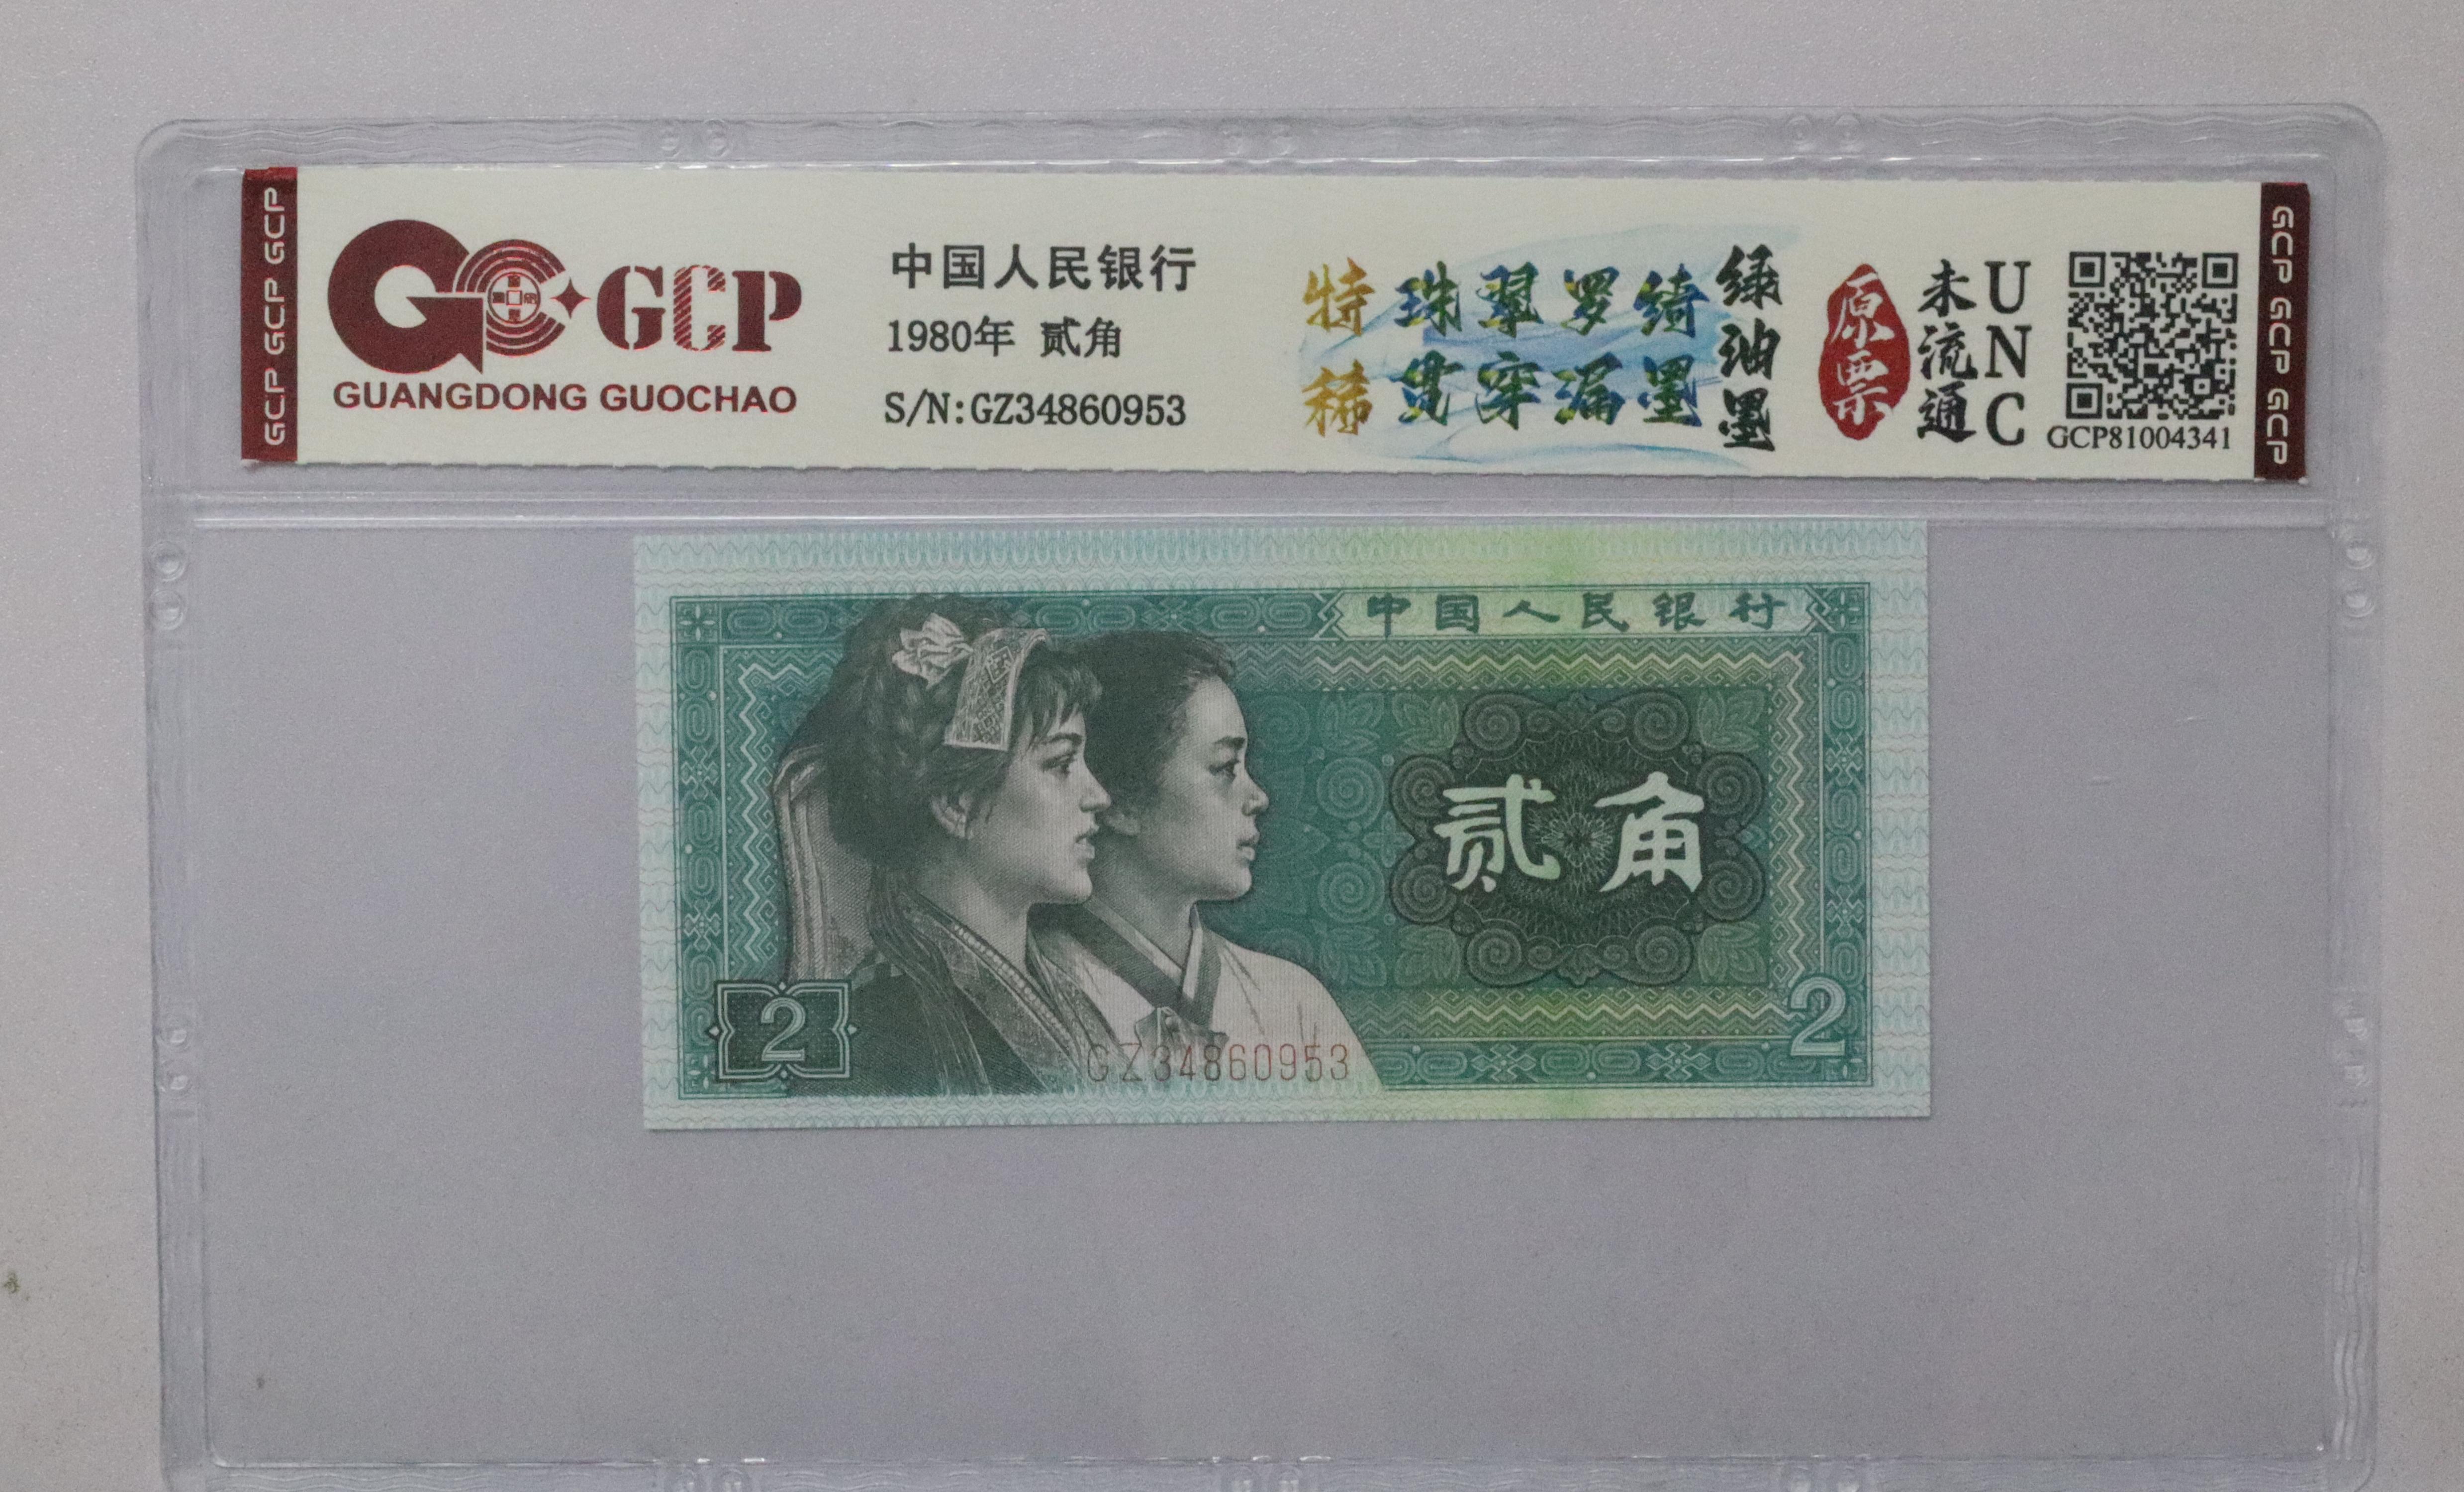 GCP GCP GCP
GCP
GUANGDONG GUOCHAO
中国人民银行
1980年 贰角
S/N:GZ34860953
特稀
珠翠罗绮
贯穿漏墨
绿油墨
原票
未流通
UNC
GCP81004341
GCP GCP GCP
中国人民银行
贰角
2
2
GZ34860953